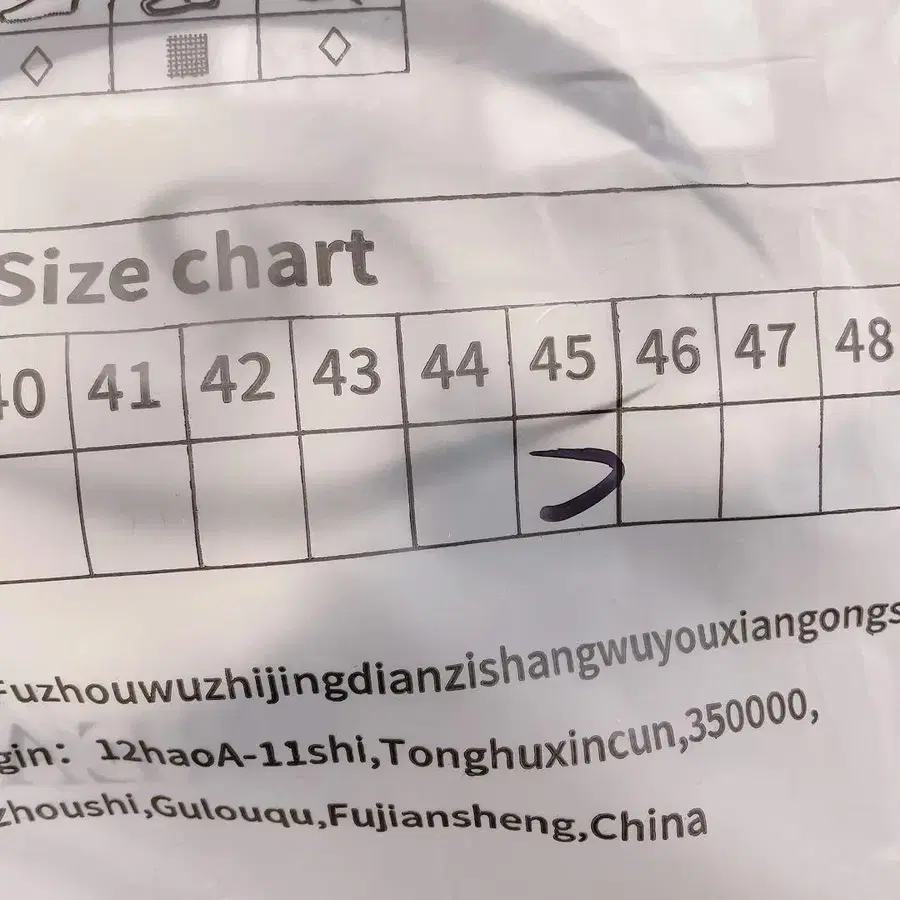 Size chart
40 41 42 43 44 45 46 47 48
Fuzhouwuzhijingdianzishangwuyouxiangongs
gin: 12haoA-11shi,Tonghuxincun,350000,
zhoushi,Gulouqu,Fujiansheng,China